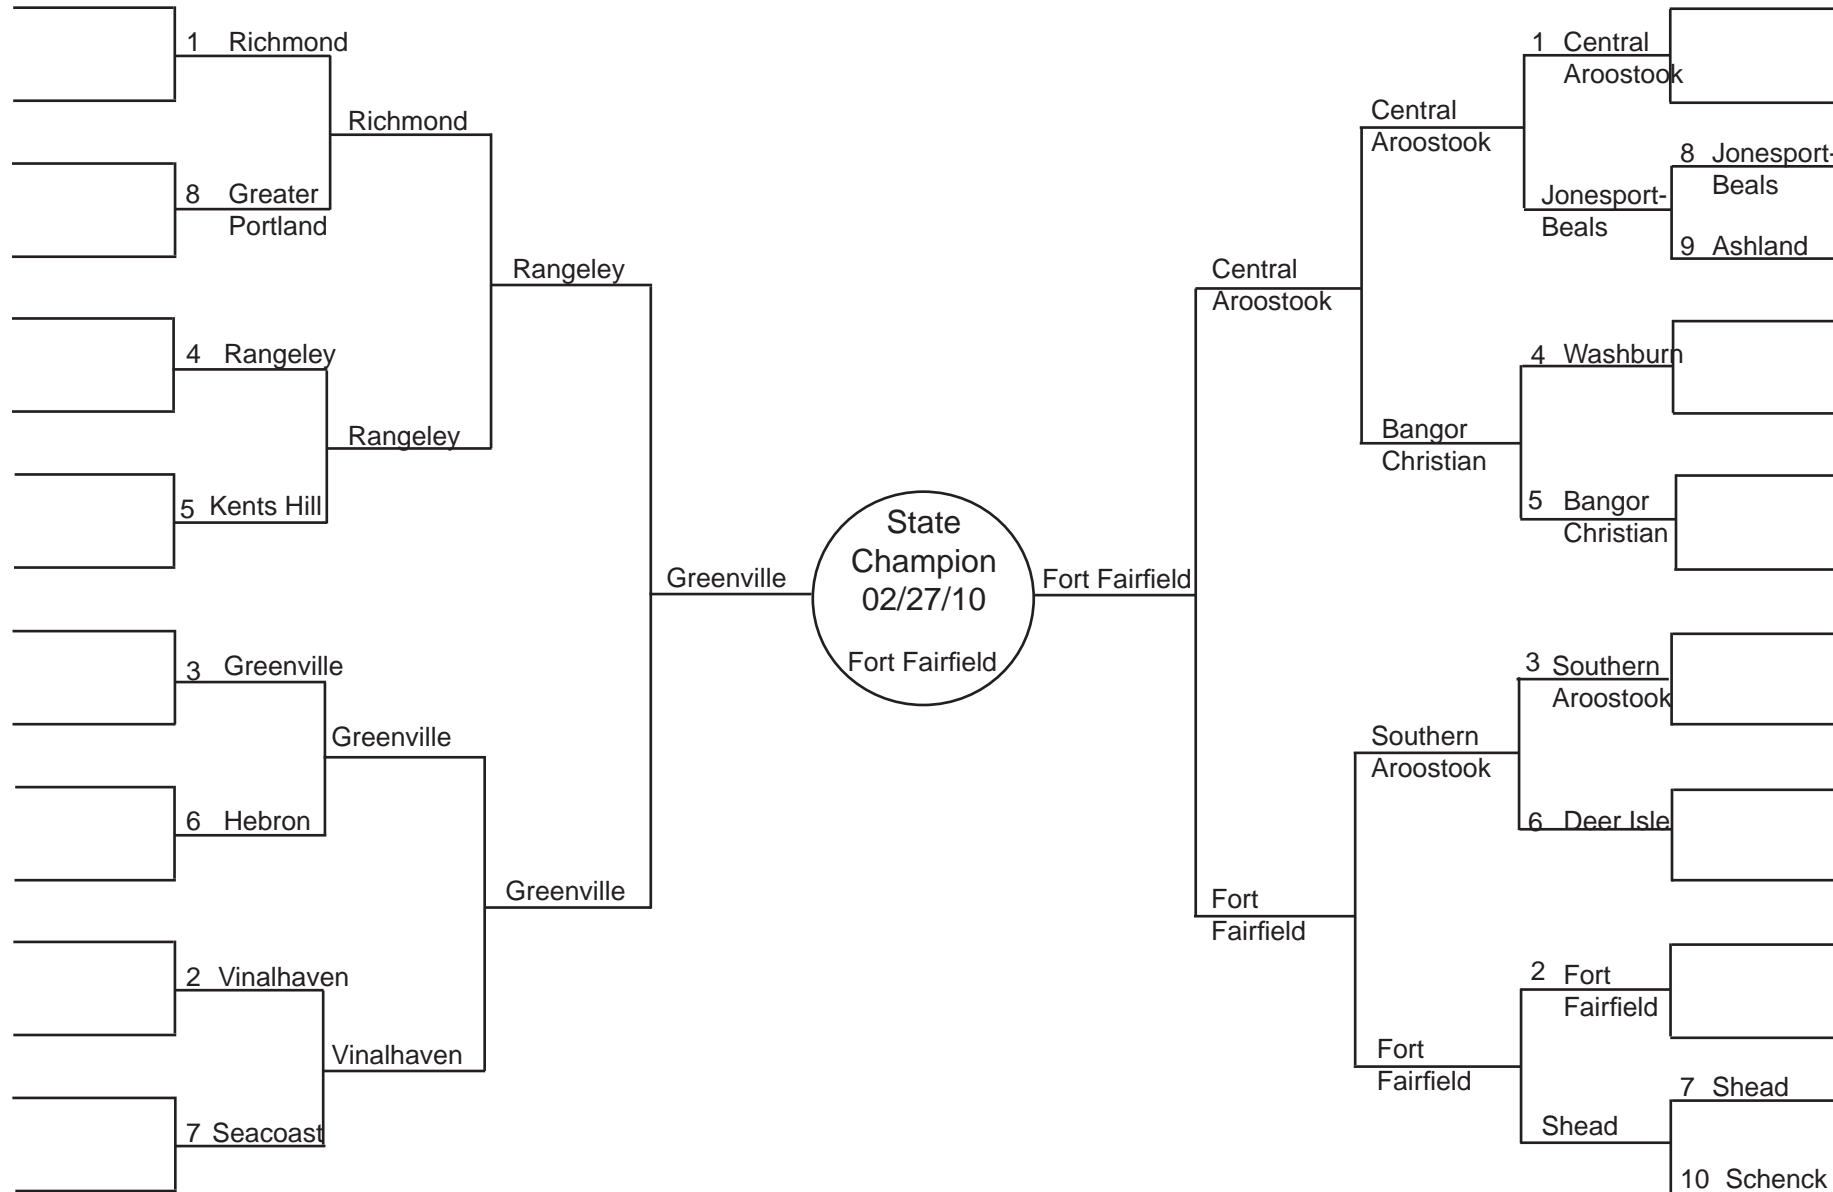 1 Richmond
Richmond
8 Greater
Portland
Rangeley
4 Rangeley
Rangeley
5 Kents Hill
Greenville
3 Greenville
Greenville
6 Hebron
Greenville
2 Vinalhaven
Vinalhaven
7 Seacoast
State
Champion
02/27/10
Fort Fairfield
Fort Fairfield
Central
Aroostook
Central
Aroostook
1 Central
Aroostook
Jonesport-
Beals
8 Jonesport-
Beals
9 Ashland
Bangor
Christian
4 Washburn
5 Bangor
Christian
Fort
Fairfield
Southern
Aroostook
3 Southern
Aroostook
6 Deer Isle
Fort
Fairfield
2 Fort
Fairfield
Shead
7 Shead
10 Schenck